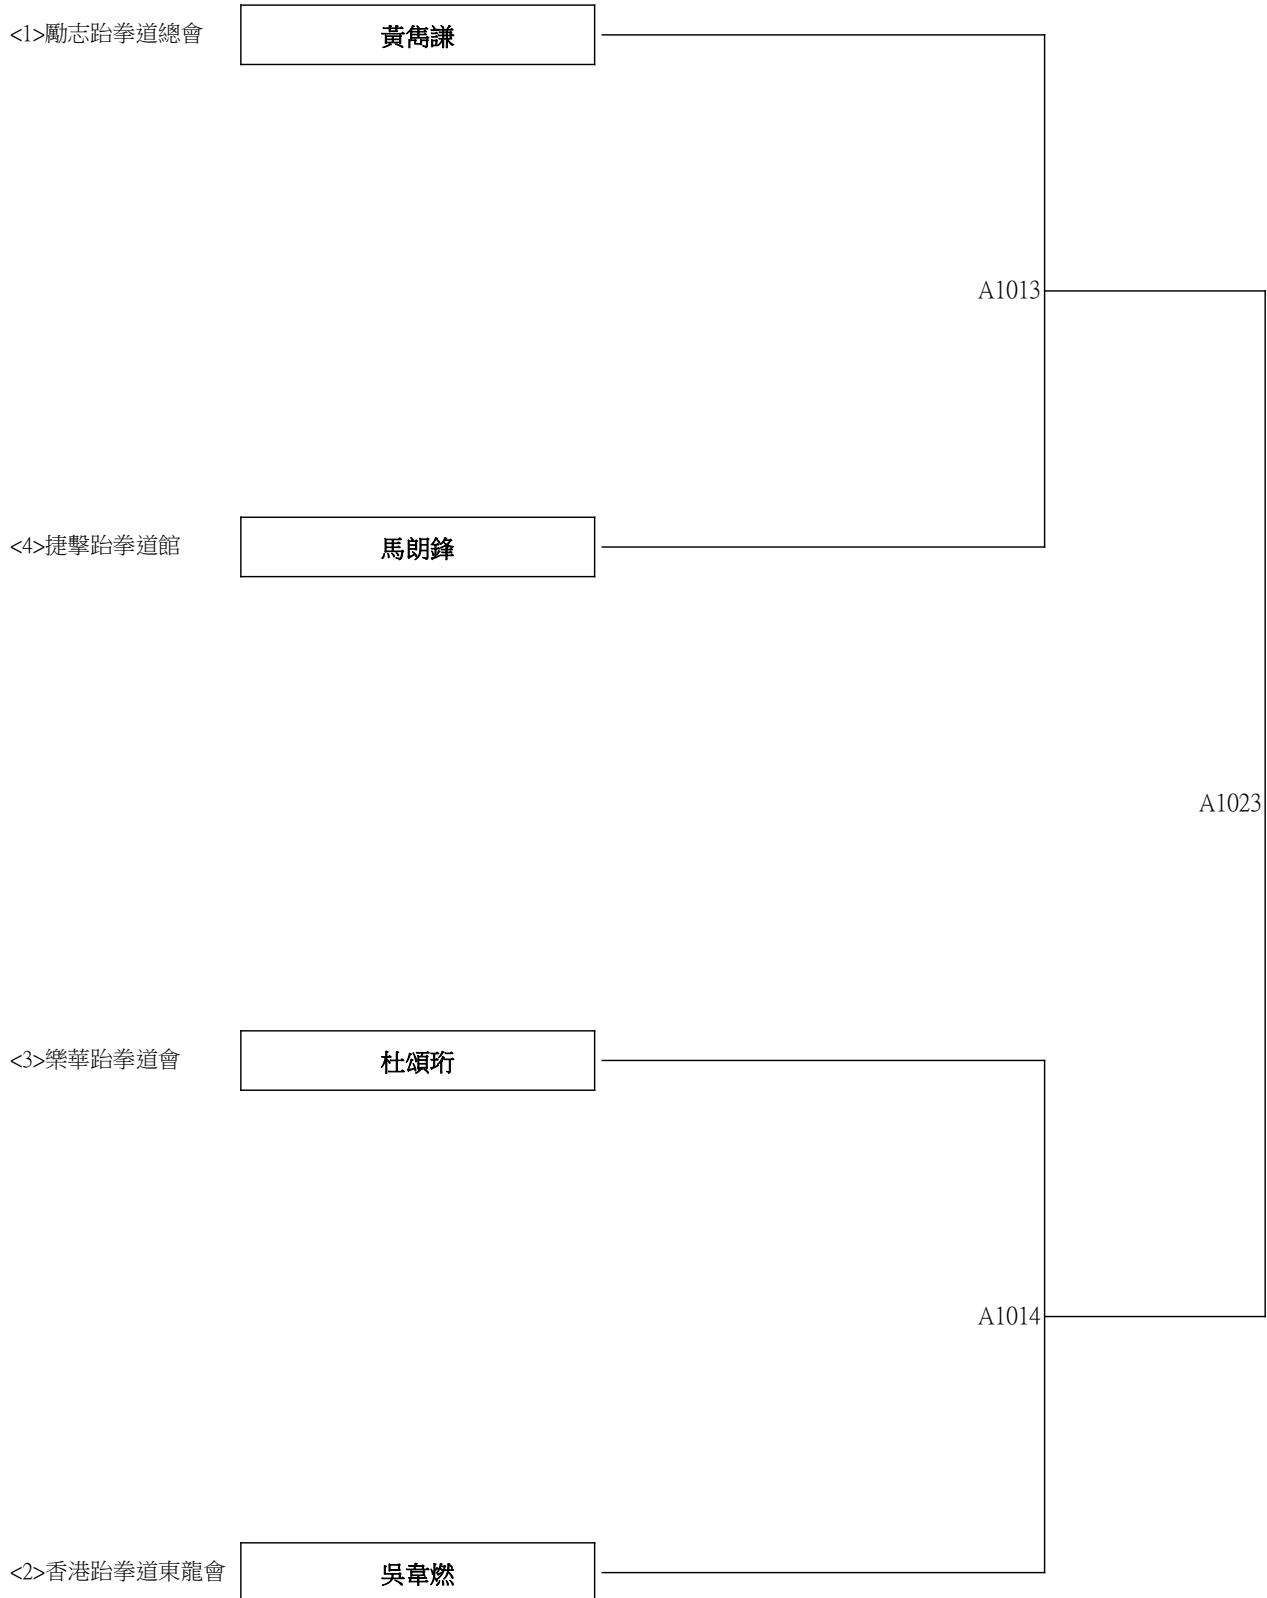 <1>勵志跆拳道總會 黃雋謙
A1013
<4>捷擊跆拳道館 馬朗鋒
A1023
<3>樂華跆拳道會 杜頌珩
A1014
<2>香港跆拳道東龍會 吳韋燃